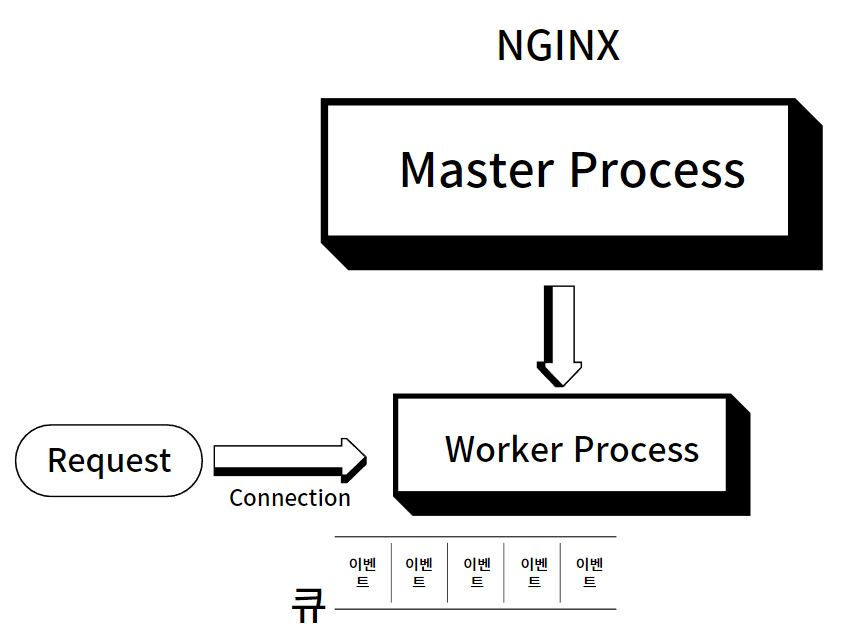 NGINX
Master Process
Worker Process
Request
Connection
이벤
트
이벤
트
이벤
트
이벤
트
이벤
트
큐